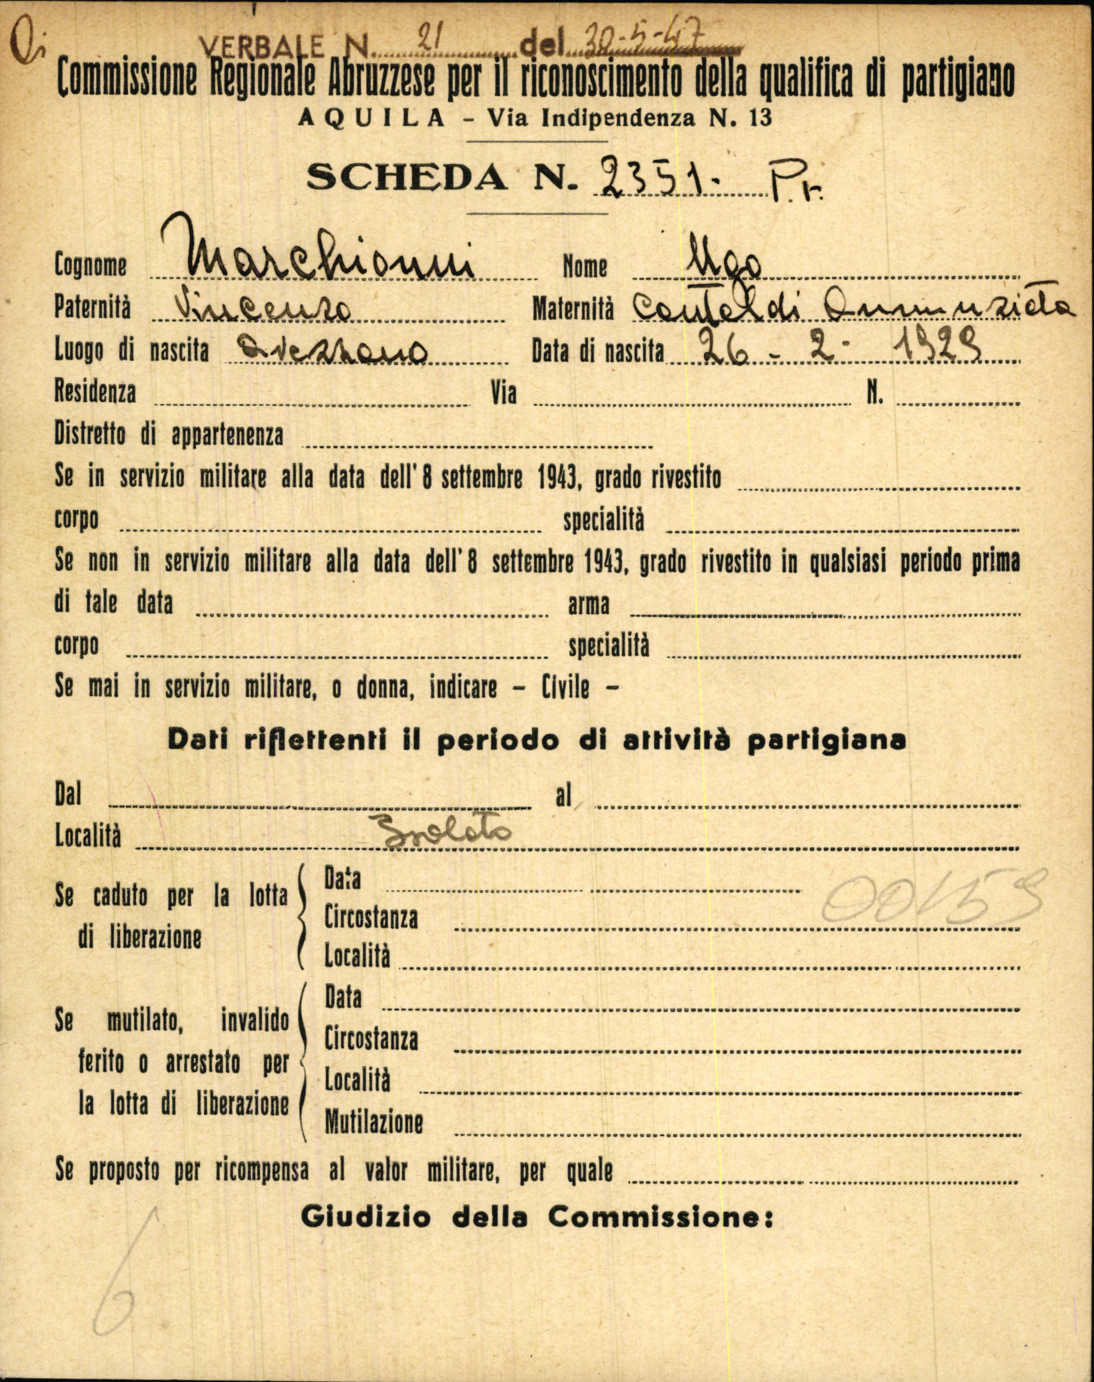 VERBALE N. 21 del 30-5-47
Commissione Regionale Abruzzese per il riconoscimento della qualifica di partigiano
AQUILA - Via Indipendenza N. 13
SCHEDA N. 2351. Pr.
Cognome Marchionni Nome Ugo
Paternità Vincenzo Maternità Contaldi Annunziata
Luogo di nascita Avezzano Data di nascita 26 - 2 - 1929
Residenza Via N.
Distretto di appartenenza
Se in servizio militare alla data dell'8 settembre 1943, grado rivestito
corpo specialità
Se non in servizio militare alla data dell'8 settembre 1943, grado rivestito in qualsiasi periodo prima
di tale data arma
corpo specialità
Se mai in servizio militare, o donna, indicare - Civile -
Dati riflettenti il periodo di attività partigiana
Dal al
Località Isolato
Se caduto per la lotta di liberazione
Data
Circostanza
Località
00153
Se mutilato, invalido ferito o arrestato per la lotta di liberazione
Data
Circostanza
Località
Mutilazione
Se proposto per ricompensa al valor militare, per quale
Giudizio della Commissione:
6